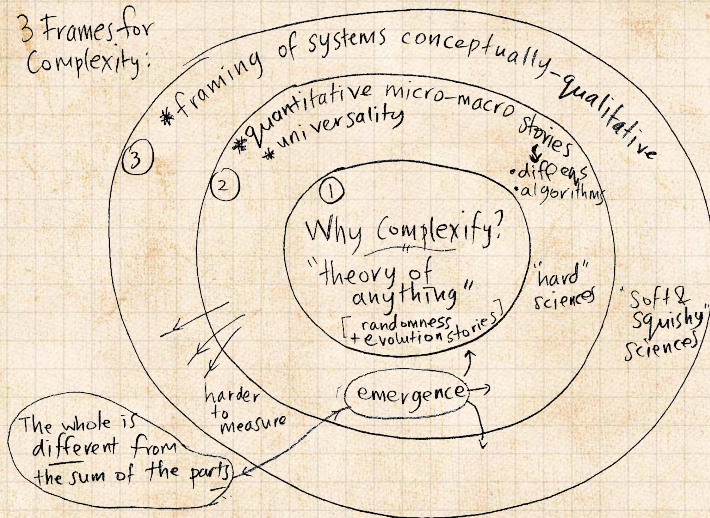 3 Frames for
Complexity:
*framing of systems conceptually-qualitative
3
*quantitative micro-macro stories
*universality
• diff eqs
• algorithms
2
1
Why Complexify?
"theory of
anything"
[randomness
+ evolution stories]
"hard"
sciences
"Soft &
Squishy"
sciences
harder
to
measure
emergence
The whole is
different from
the sum of the parts